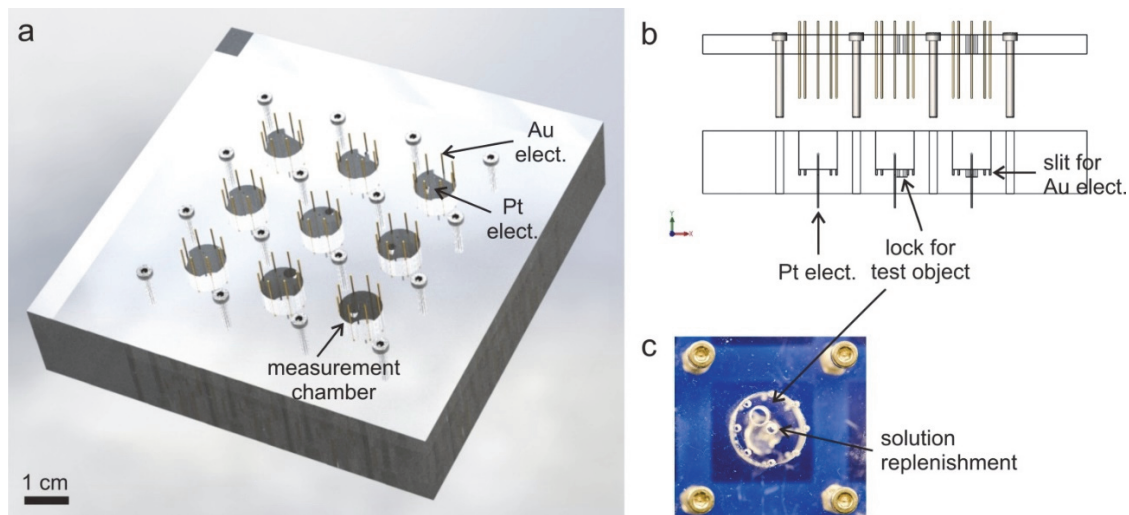 a
Au
elect.
Pt
elect.
measurement
chamber
1 cm
b
slit for
Au elect.
Y
X
Pt elect.
lock for
test object
c
solution
replenishment